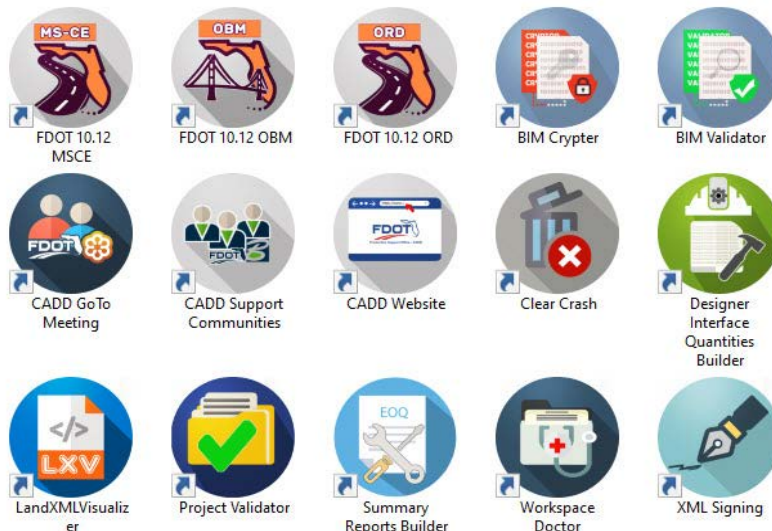 MS-CE
OBM
ORD
CRYPTER
VALIDATOR
FDOT 10.12
MSCE
FDOT 10.12 OBM
FDOT 10.12 ORD
BIM Crypter
BIM Validator
FDOT
FDOT
FDOT
CADD GoTo
Meeting
CADD Support
Communities
CADD Website
Clear Crash
Designer
Interface
Quantities
Builder
</>
LXV
EOQ
LandXMLVisualiz
er
Project Validator
Summary
Reports Builder
Workspace
Doctor
XML Signing